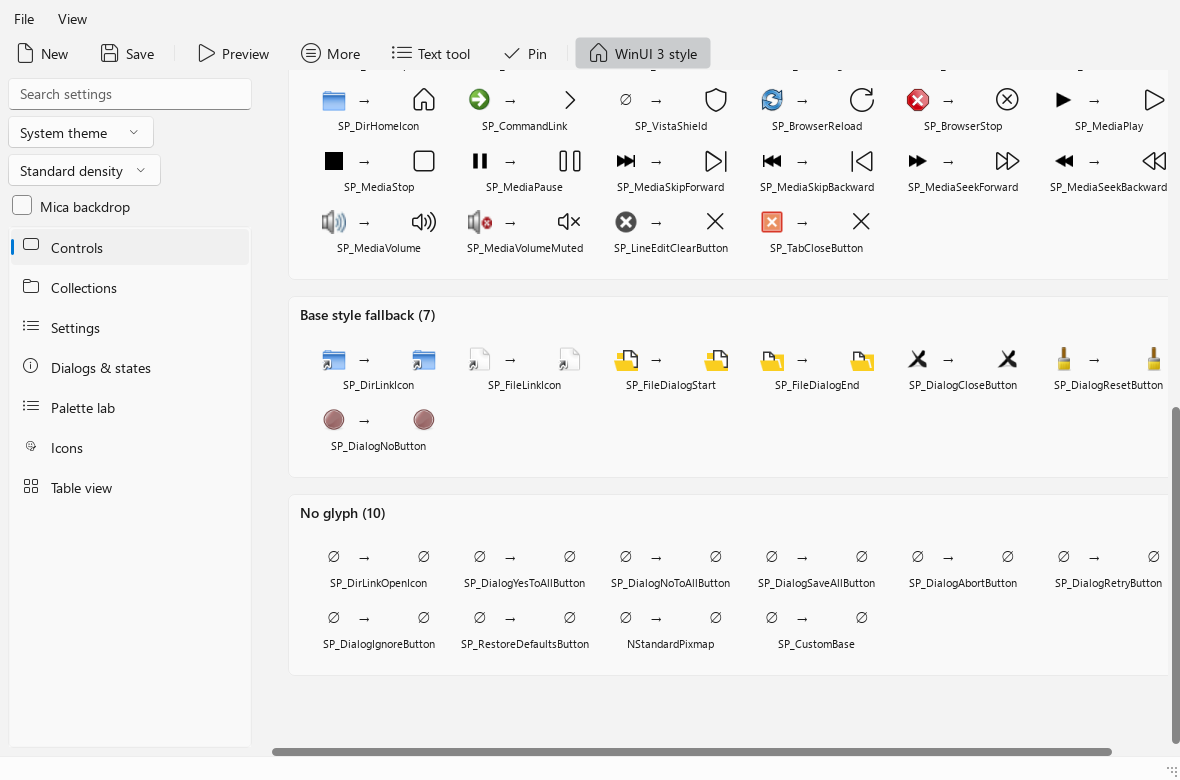 File View
New Save Preview More Text tool Pin WinUI 3 style
Search settings
System theme
Standard density
Mica backdrop
Controls
Collections
Settings
Dialogs & states
Palette lab
Icons
Table view
SP_DirHomeIcon SP_CommandLink SP_VistaShield SP_BrowserReload SP_BrowserStop SP_MediaPlay
SP_MediaStop SP_MediaPause SP_MediaSkipForward SP_MediaSkipBackward SP_MediaSeekForward SP_MediaSeekBackward
SP_MediaVolume SP_MediaVolumeMuted SP_LineEditClearButton SP_TabCloseButton
Base style fallback (7)
SP_DirLinkIcon SP_FileLinkIcon SP_FileDialogStart SP_FileDialogEnd SP_DialogCloseButton SP_DialogResetButton
SP_DialogNoButton
No glyph (10)
SP_DirLinkOpenIcon SP_DialogYesToAllButton SP_DialogNoToAllButton SP_DialogSaveAllButton SP_DialogAbortButton SP_DialogRetryButton
SP_DialogIgnoreButton SP_RestoreDefaultsButton NStandardPixmap SP_CustomBase